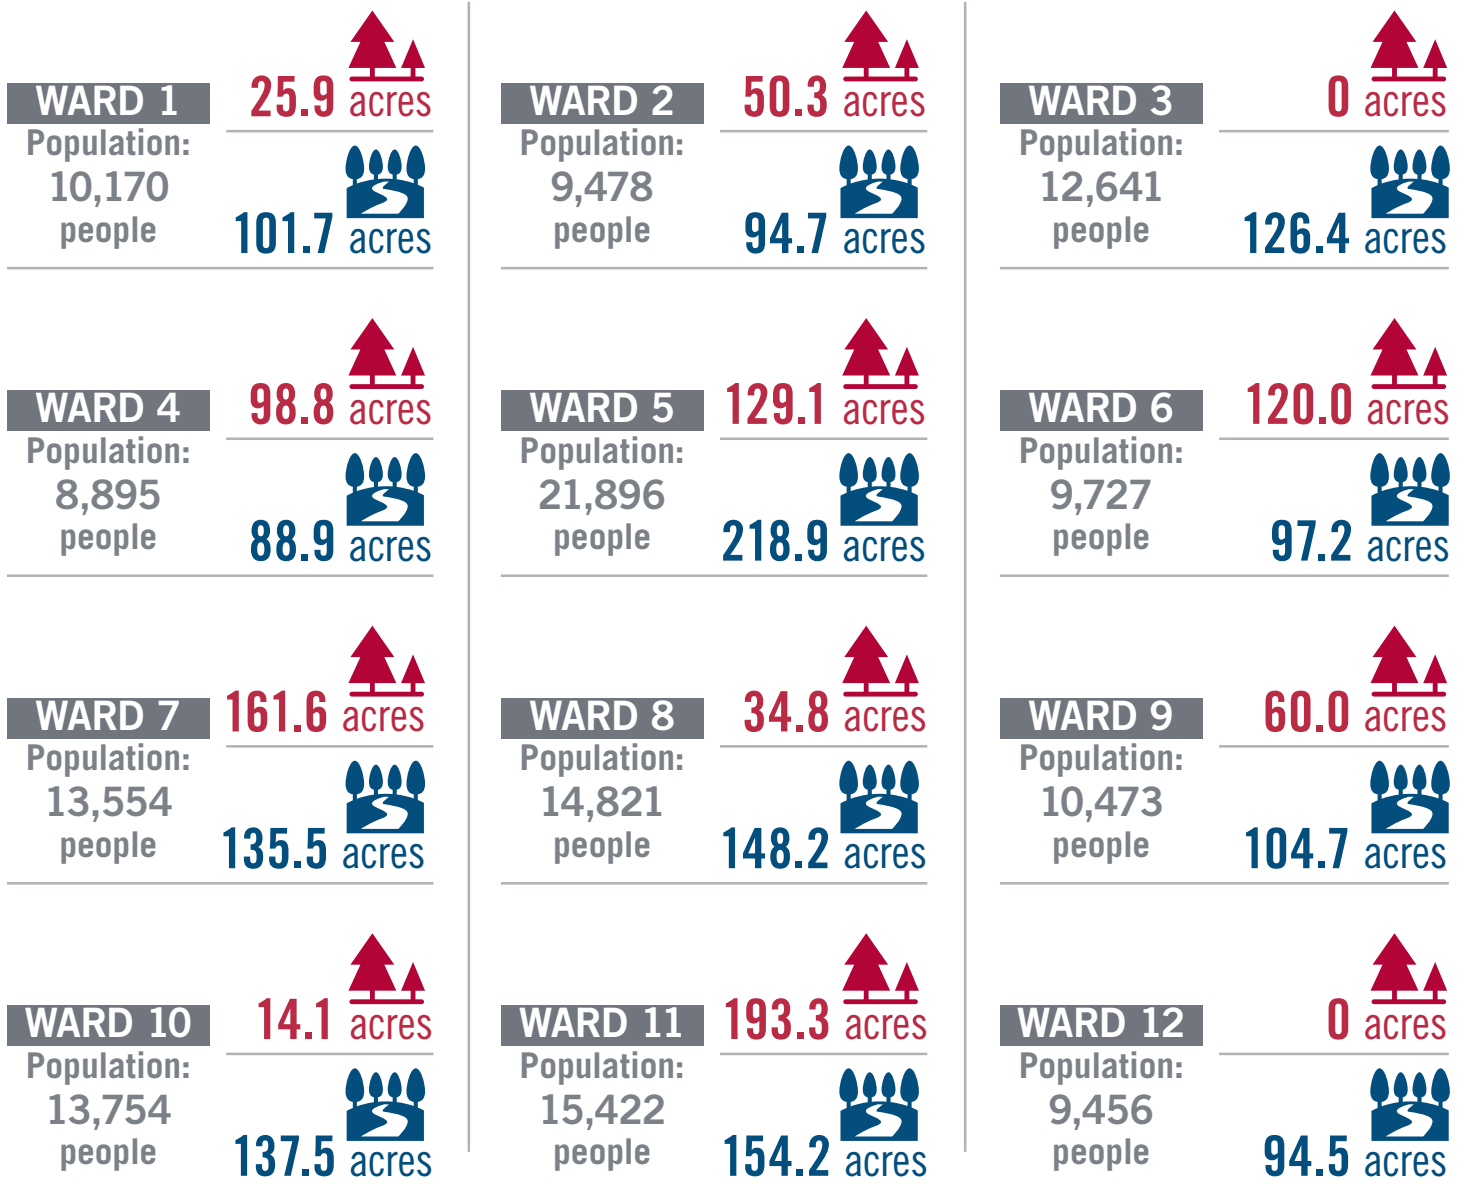 WARD 1
25.9 acres
Population:
10,170
people
101.7 acres
WARD 2
50.3 acres
Population:
9,478
people
94.7 acres
WARD 3
0 acres
Population:
12,641
people
126.4 acres
WARD 4
98.8 acres
Population:
8,895
people
88.9 acres
WARD 5
129.1 acres
Population:
21,896
people
218.9 acres
WARD 6
120.0 acres
Population:
9,727
people
97.2 acres
WARD 7
161.6 acres
Population:
13,554
people
135.5 acres
WARD 8
34.8 acres
Population:
14,821
people
148.2 acres
WARD 9
60.0 acres
Population:
10,473
people
104.7 acres
WARD 10
14.1 acres
Population:
13,754
people
137.5 acres
WARD 11
193.3 acres
Population:
15,422
people
154.2 acres
WARD 12
0 acres
Population:
9,456
people
94.5 acres